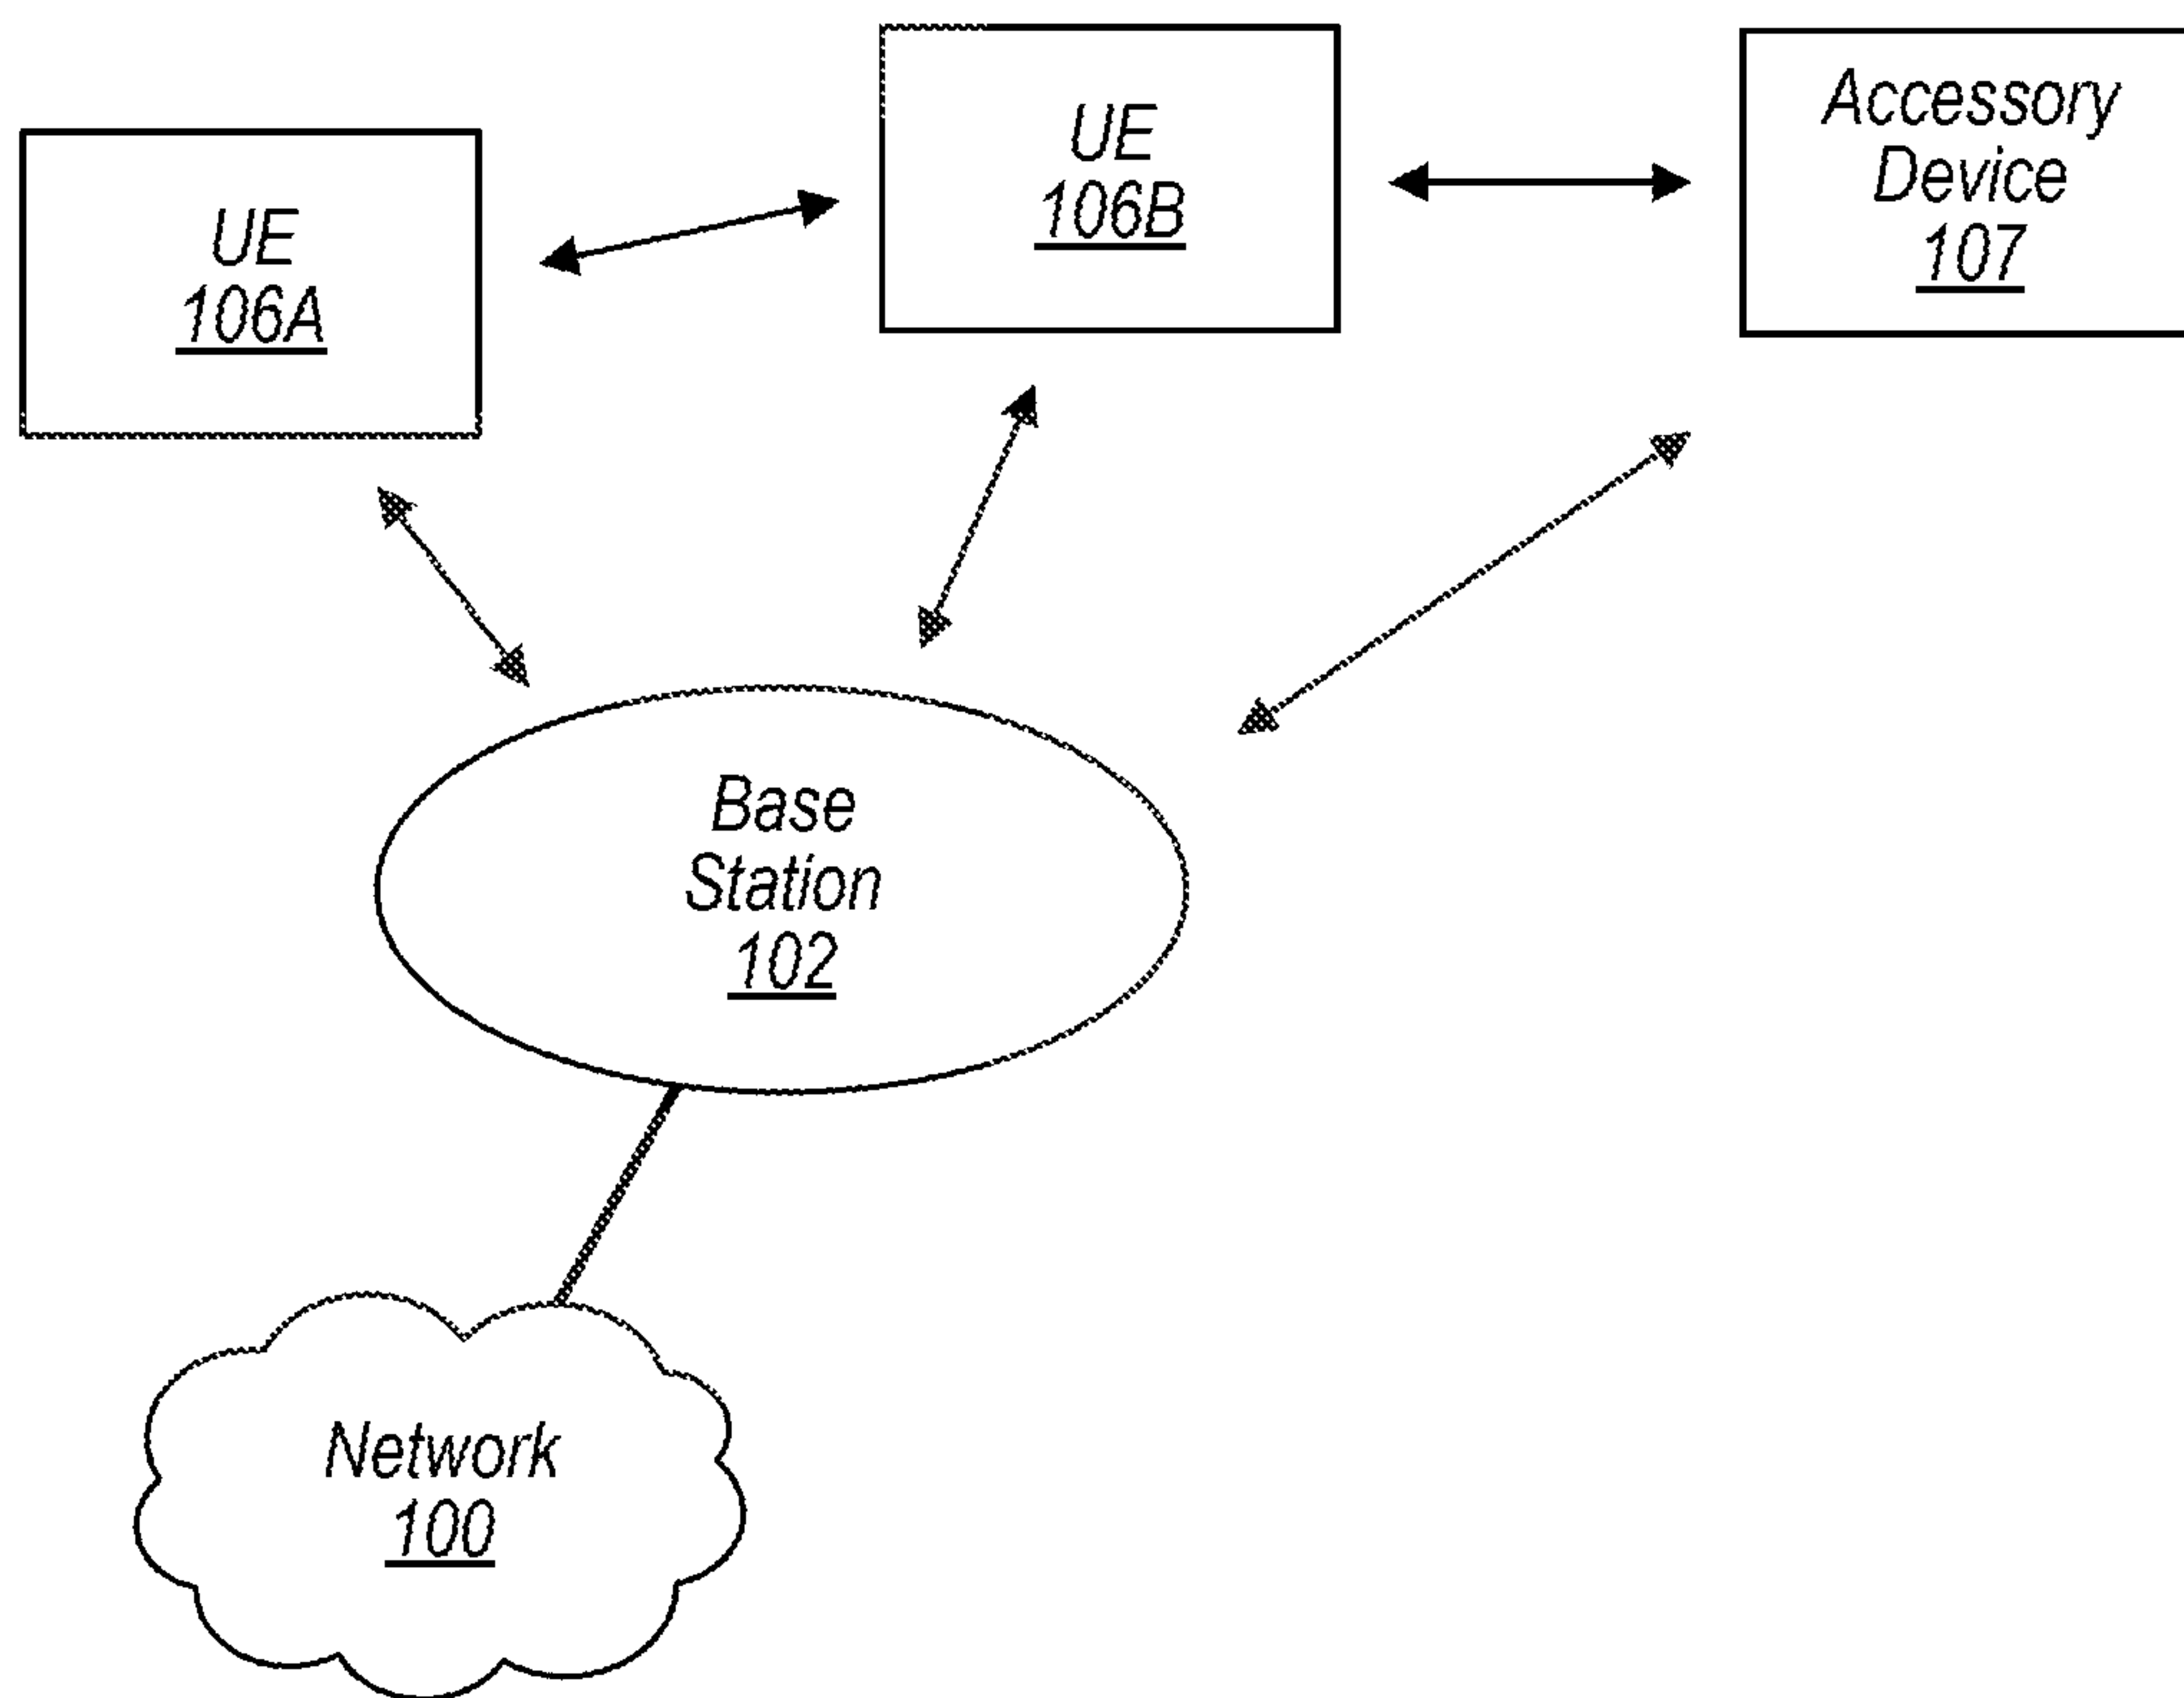 UE
106A
UE
106B
Accessory
Device
107
Base
Station
102
Network
100